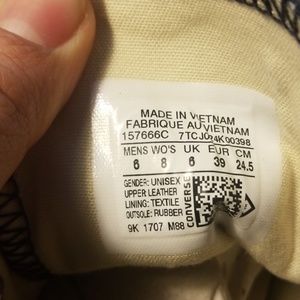 MADE IN VIETNAM
FABRIQUE AU VIETNAM
157666C 7TCJ024K00398
MENS WO'S UK EUR CM
6 8 6 39 24.5
GENDER: UNISEX
UPPER LEATHER
LINING: TEXTILE
OUTSOLE: RUBBER
CONVERSE
9K 1707 M88